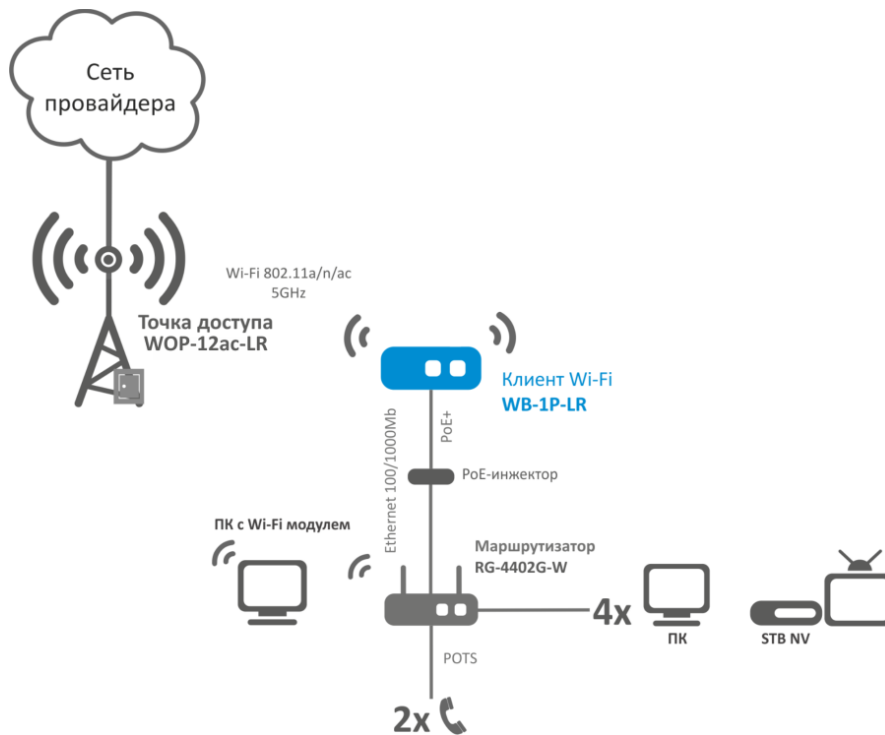 Сеть
провайдера
Wi-Fi 802.11a/n/ac
5GHz
Точка доступа
WOP-12ac-LR
Клиент Wi-Fi
WB-1P-LR
Ethernet 100/1000Mb
PoE+
PoE-инжектор
ПК с Wi-Fi модулем
Маршрутизатор
RG-4402G-W
4x
ПК
STB NV
POTS
2x